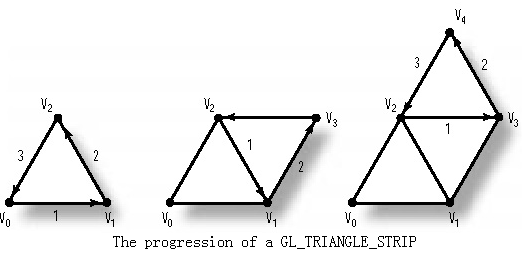 V2
3
2
V0
1
V1
V2
V3
1
2
V0
V1
V4
3
2
V2
1
V3
V0
V1
The progression of a GL_TRIANGLE_STRIP